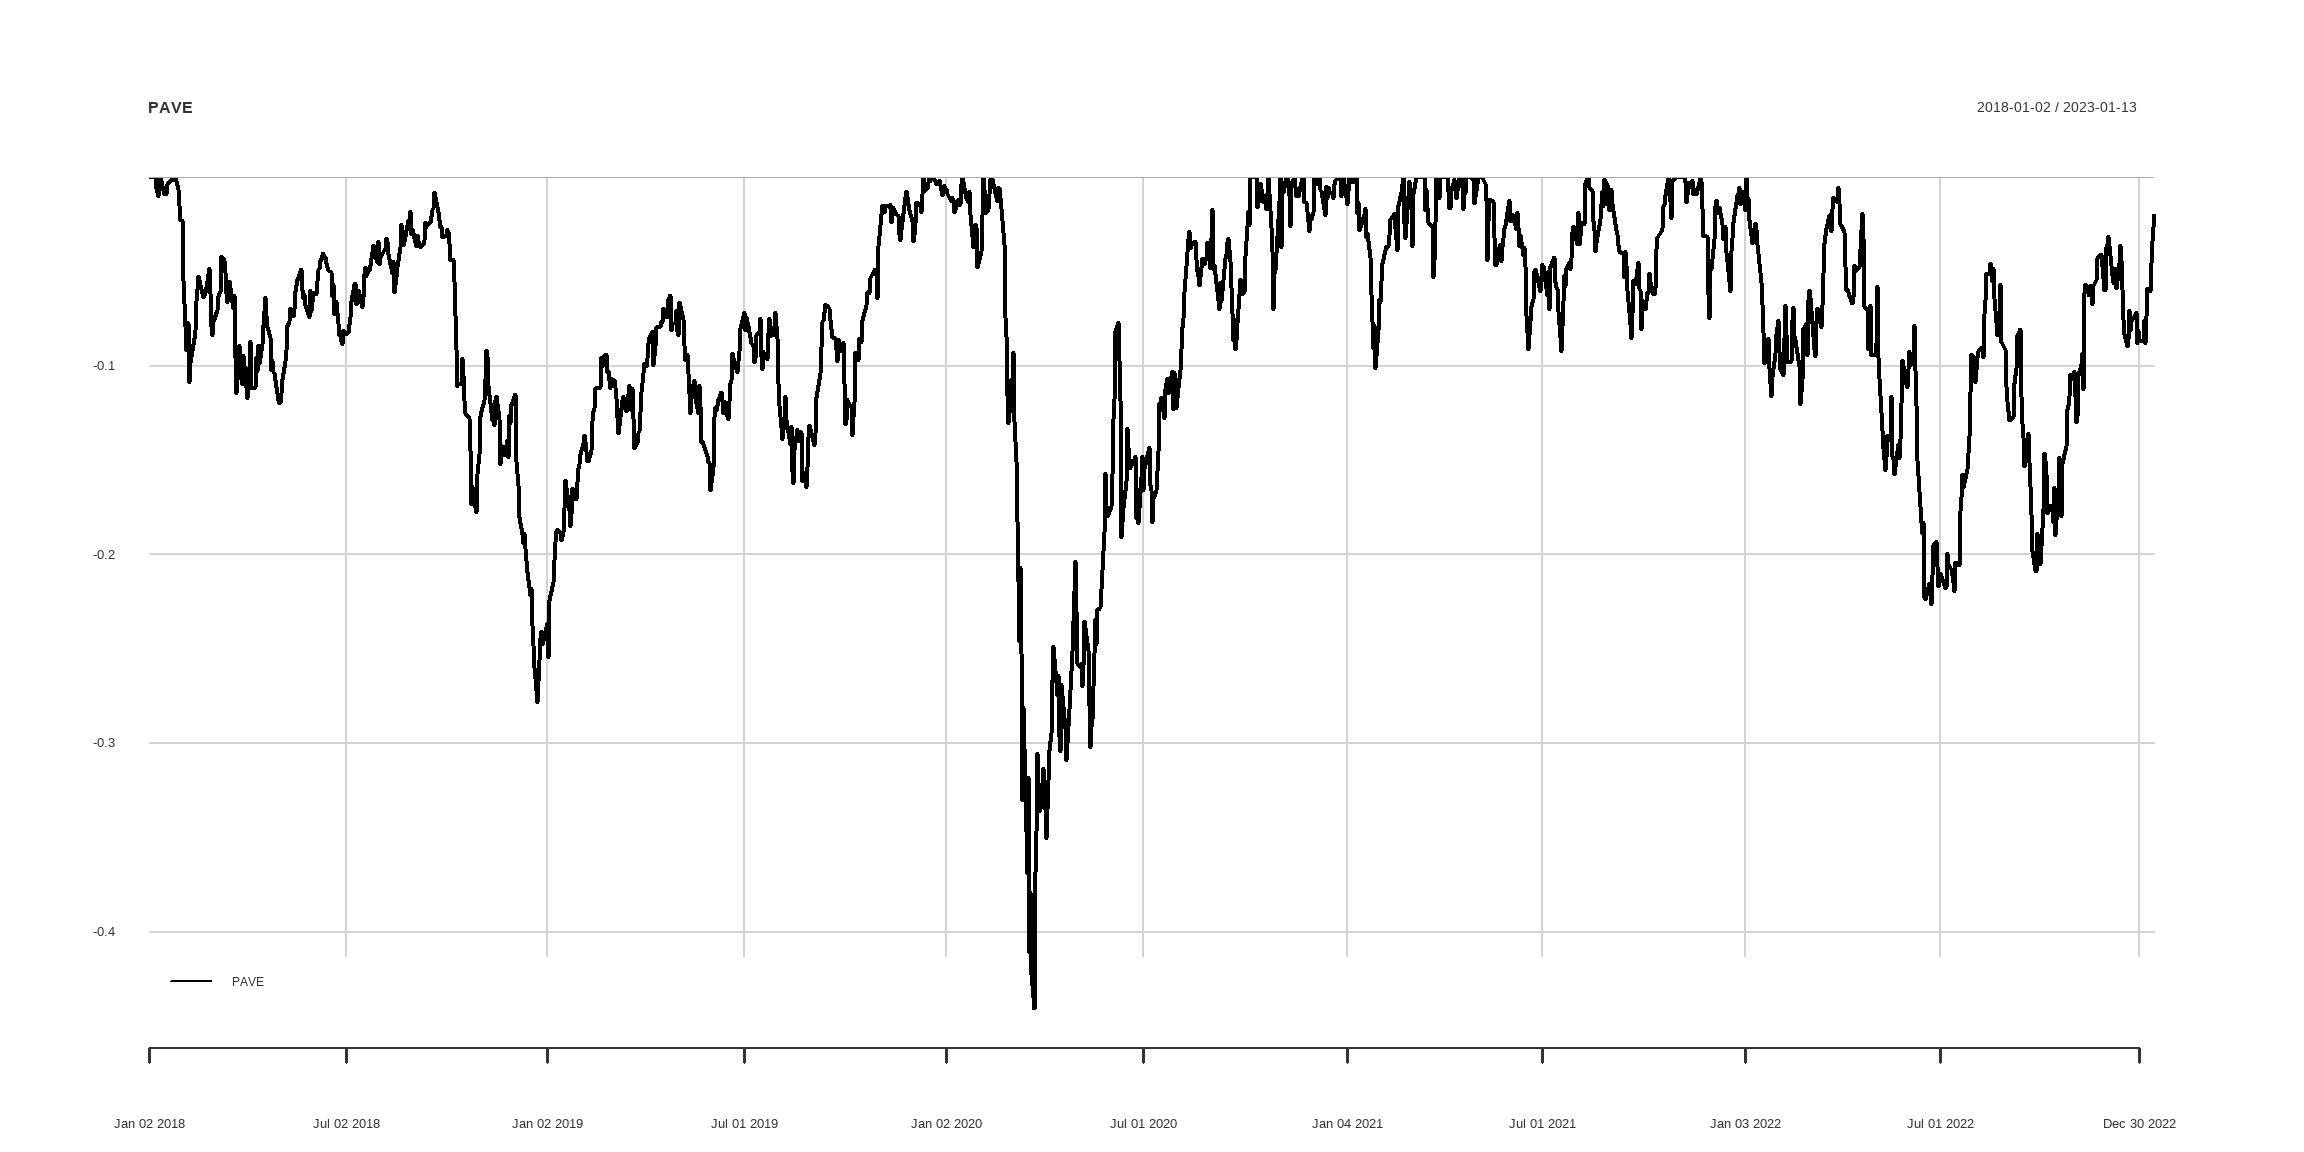 PAVE
2018-01-02 / 2023-01-13
-0.1
-0.2
-0.3
-0.4
PAVE
Jan 02 2018
Jul 02 2018
Jan 02 2019
Jul 01 2019
Jan 02 2020
Jul 01 2020
Jan 04 2021
Jul 01 2021
Jan 03 2022
Jul 01 2022
Dec 30 2022